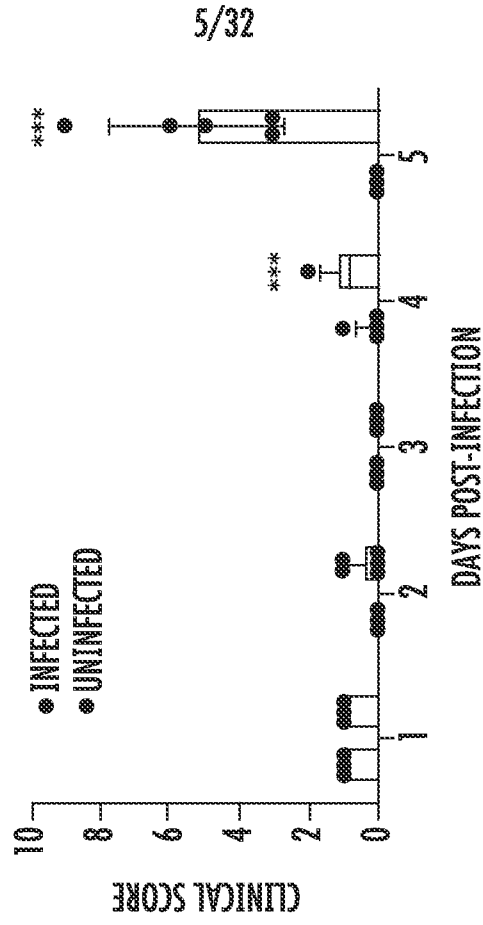 5/32
● INFECTED
● UNINFECTED
CLINICAL SCORE
10
8
6
4
2
0
***
***
1 2 3 4 5
DAYS POST-INFECTION